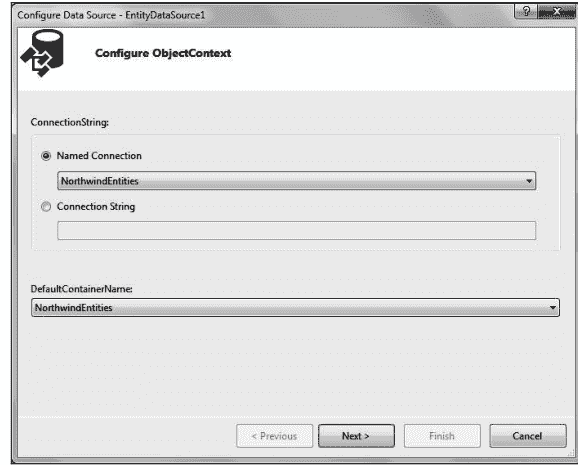 Configure Data Source - EntityDataSource1
?
Configure ObjectContext
ConnectionString:
Named Connection
NorthwindEntities
Connection String
DefaultContainerName:
NorthwindEntities
< Previous
Next >
Finish
Cancel